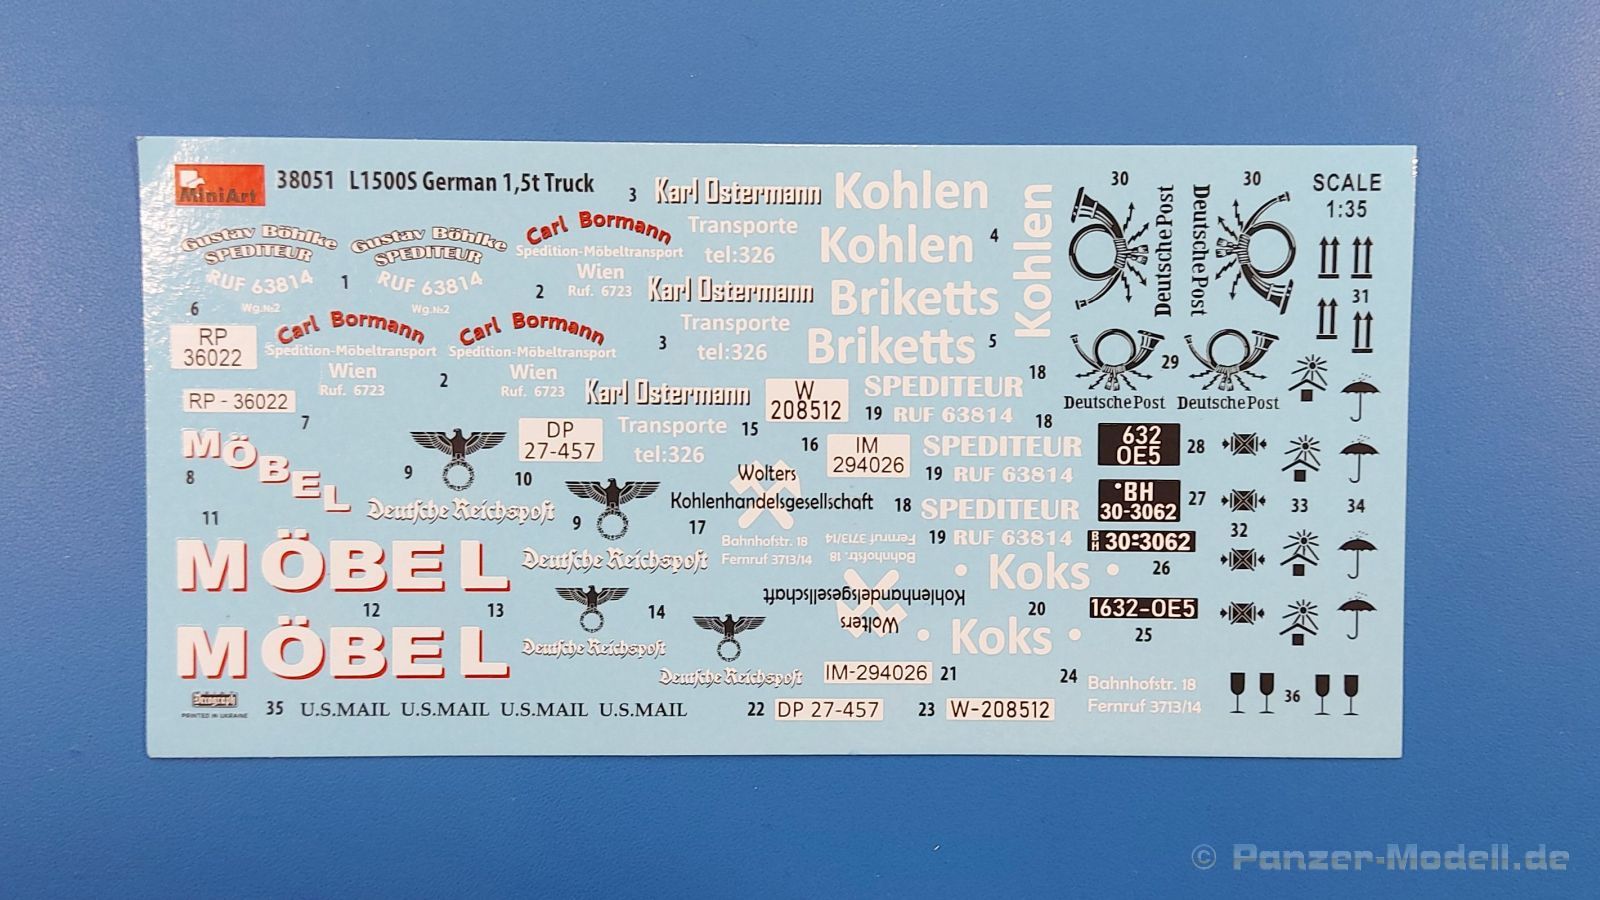 MiniArt
38051 L1500S German 1,5t Truck
3
Karl Ostermann
Transporte
tel:326
Kohlen
Kohlen
4
Kohlen
30
30
Deutsche Post
Deutsche Post
SCALE
1:35
Gustav Böhlke
SPEDITEUR
RUF 63814
Wg.№2
1
Gustav Böhlke
SPEDITEUR
RUF 63814
Wg.№2
Carl Bormann
Spedition-Möbeltransport
Wien
Ruf. 6723
2
Karl Ostermann
Transporte
tel:326
3
Briketts
Briketts
5
31
6
RP
36022
Carl Bormann
Spedition-Möbeltransport
Wien
Ruf. 6723
2
Carl Bormann
Spedition-Möbeltransport
Wien
Ruf. 6723
29
Deutsche Post
Deutsche Post
RP - 36022
7
Karl Ostermann
Transporte
tel:326
15
W
208512
18
SPEDITEUR
19
RUF 63814
18
MÖBEL
8
9
DP
27-457
10
16
IM
294026
SPEDITEUR
19
RUF 63814
632
OE5
28
Deutsche Reichspost
9
Wolters
Kohlenhandelsgesellschaft
17
Bahnhofstr. 18
Fernruf 3713/14
18
SPEDITEUR
19
RUF 63814
BH
30-3062
27
33
34
32
11
MÖBEL
Deutsche Reichspost
Bahnhofstr. 18
Fernruf 3713/14
Kohlenhandelsgesellschaft
Wolters
• Koks •
BH 30-3062
26
12
13
14
20
1632-OE5
25
MÖBEL
Deutsche Reichspost
Deutsche Reichspost
• Koks •
IM-294026
21
24
Bahnhofstr. 18
Fernruf 3713/14
36
PRINTED IN UKRAINE
35
U.S.MAIL U.S.MAIL U.S.MAIL U.S.MAIL
22
DP 27-457
23
W-208512
© Panzer-Modell.de